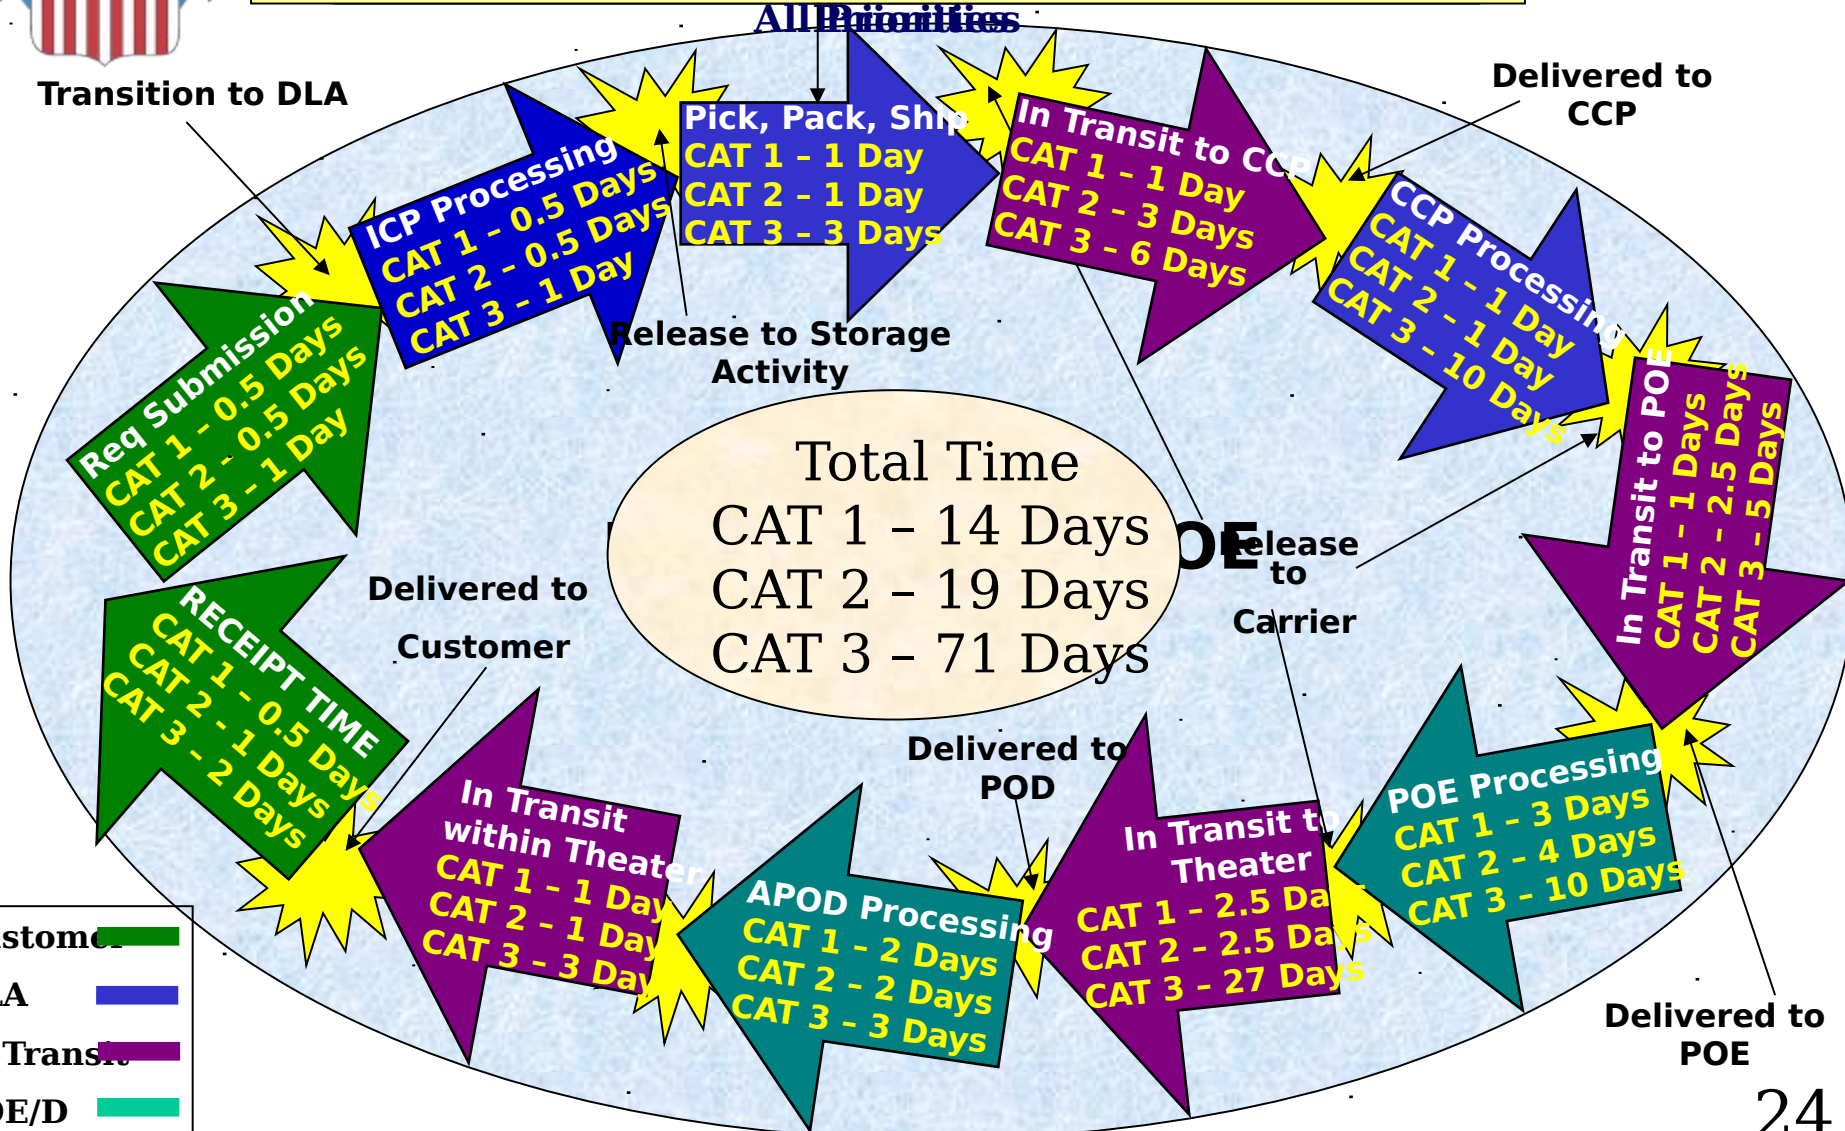 All Priorities
Transition to DLA
Delivered to
CCP
Req Submission
CAT 1 – 0.5 Days
CAT 2 – 0.5 Days
CAT 3 – 1 Day
ICP Processing
CAT 1 – 0.5 Days
CAT 2 – 0.5 Days
CAT 3 – 1 Day
Pick, Pack, Ship
CAT 1 – 1 Day
CAT 2 – 1 Day
CAT 3 – 3 Days
In Transit to CCP
CAT 1 – 1 Day
CAT 2 – 3 Days
CAT 3 – 6 Days
CCP Processing
CAT 1 – 1 Day
CAT 2 – 1 Day
CAT 3 – 10 Days
In Transit to POE
CAT 1 – 1 Days
CAT 2 – 2.5 Days
CAT 3 – 5 Days
Release to Storage
Activity
Total Time
CAT 1 – 14 Days
CAT 2 – 19 Days
CAT 3 – 71 Days
OE
Release
to
Carrier
Delivered to
Customer
Delivered to
POD
POE Processing
CAT 1 – 3 Days
CAT 2 – 4 Days
CAT 3 – 10 Days
In Transit to
Theater
CAT 1 – 2.5 Da
CAT 2 – 2.5 Days
CAT 3 – 27 Days
APOD Processing
CAT 1 – 2 Days
CAT 2 – 2 Days
CAT 3 – 3 Days
In Transit
within Theater
CAT 1 – 1 Day
CAT 2 – 1 Day
CAT 3 – 3 Day
RECEIPT TIME
CAT 1 – 0.5 Days
CAT 2 – 1 Days
CAT 3 – 2 Days
Delivered to
POE
stomer
LA
Transit
OE/D
24